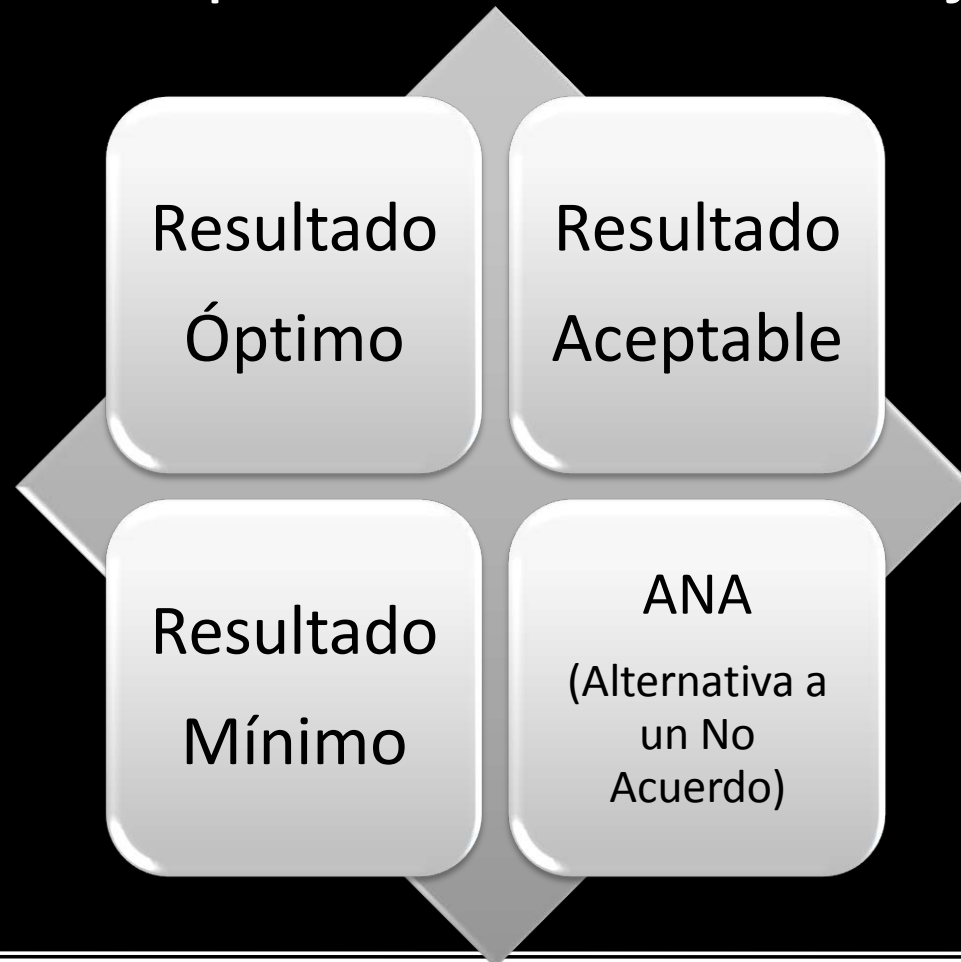 Resultado
Óptimo
Resultado
Aceptable
Resultado
Mínimo
ANA
(Alternativa a
un No
Acuerdo)